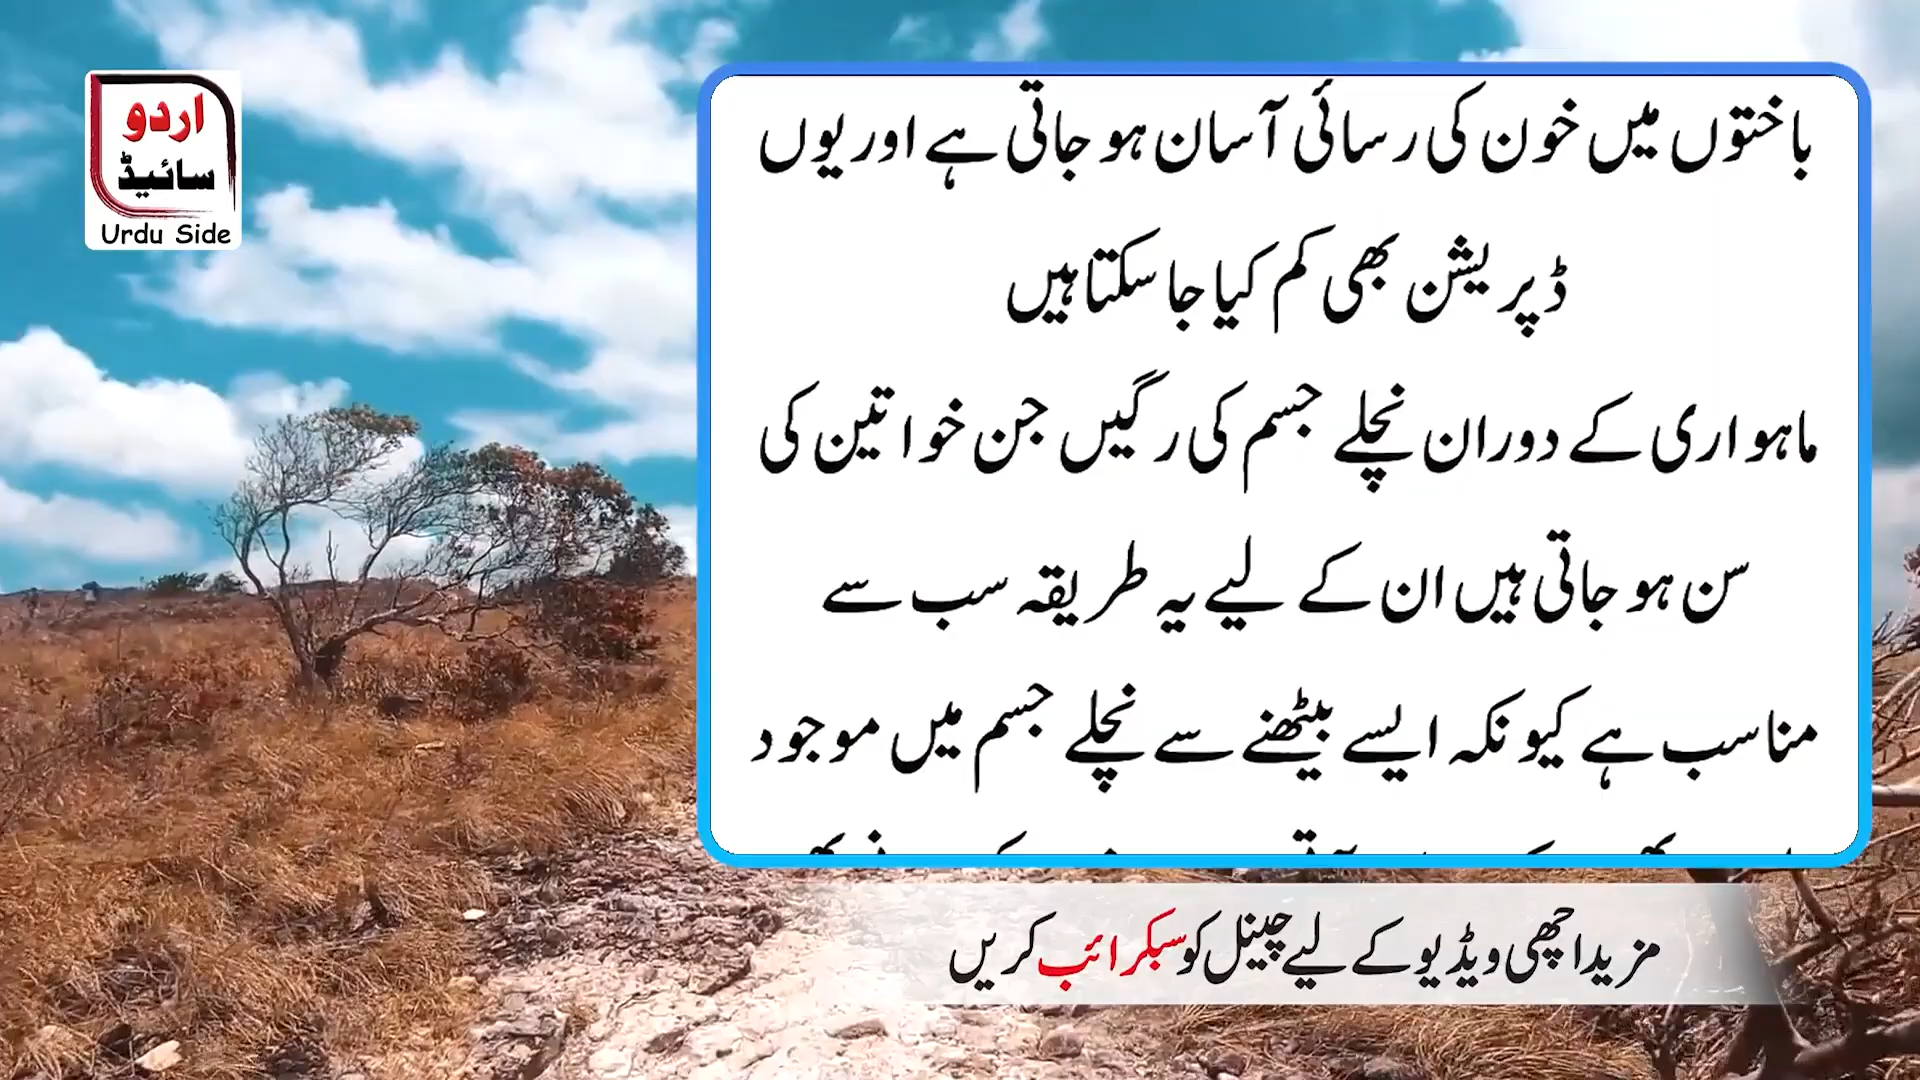 اردو
سائیڈ
Urdu Side
باختوں میں خون کی رسائی آسان ہو جاتی ہے اور یوں
ڈپریشن بھی کم کیا جا سکتا ہیں
ماہواری کے دوران نچلے جسم کی رگیں جن خواتین کی
سن ہو جاتی ہیں ان کے لیے یہ طریقہ سب سے
مناسب ہے کیونکہ ایسے بیٹھنے سے نچلے جسم میں موجود
مزید اچھی ویڈیو کے لیے چینل کو سبکرائب کریں